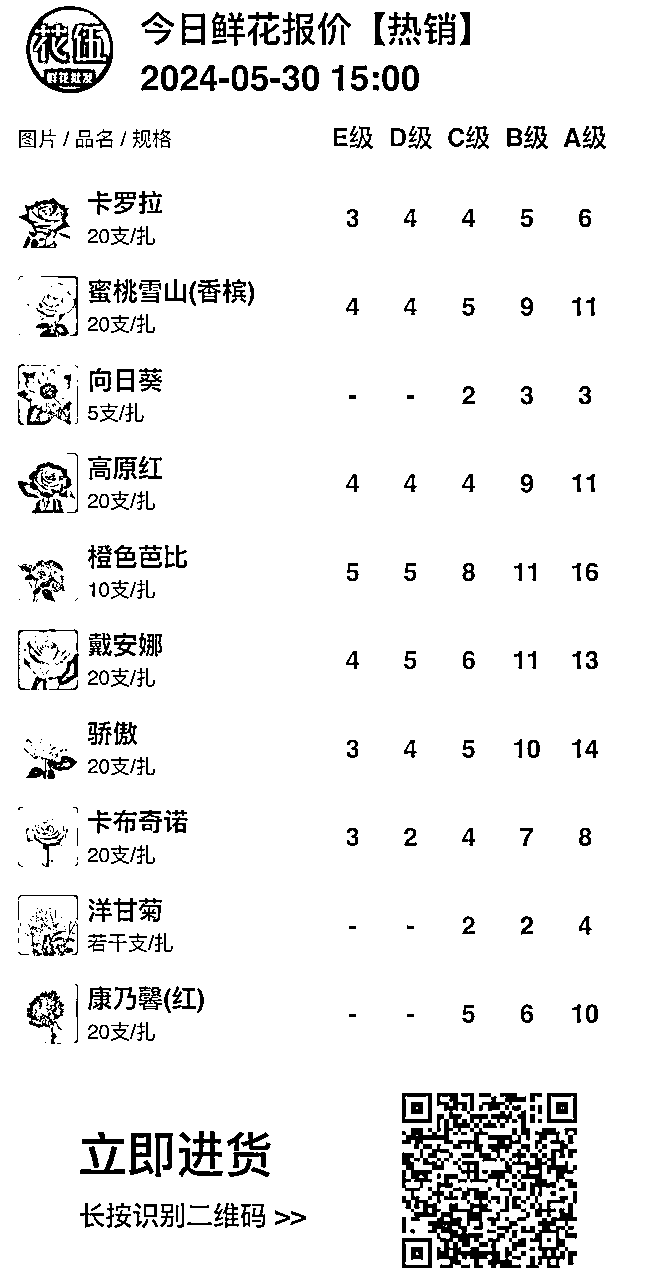 花伍
鲜花批发
今日鲜花报价【热销】
2024-05-30 15:00
图片 / 品名 / 规格 E级 D级 C级 B级 A级
卡罗拉
20支/扎
3 4 4 5 6
蜜桃雪山(香槟)
20支/扎
4 4 5 9 11
向日葵
5支/扎
- - 2 3 3
高原红
20支/扎
4 4 4 9 11
橙色芭比
10支/扎
5 5 8 11 16
戴安娜
20支/扎
4 5 6 11 13
骄傲
20支/扎
3 4 5 10 14
卡布奇诺
20支/扎
3 2 4 7 8
洋甘菊
若干支/扎
- - 2 2 4
康乃馨(红)
20支/扎
- - 5 6 10
立即进货
长按识别二维码 >>